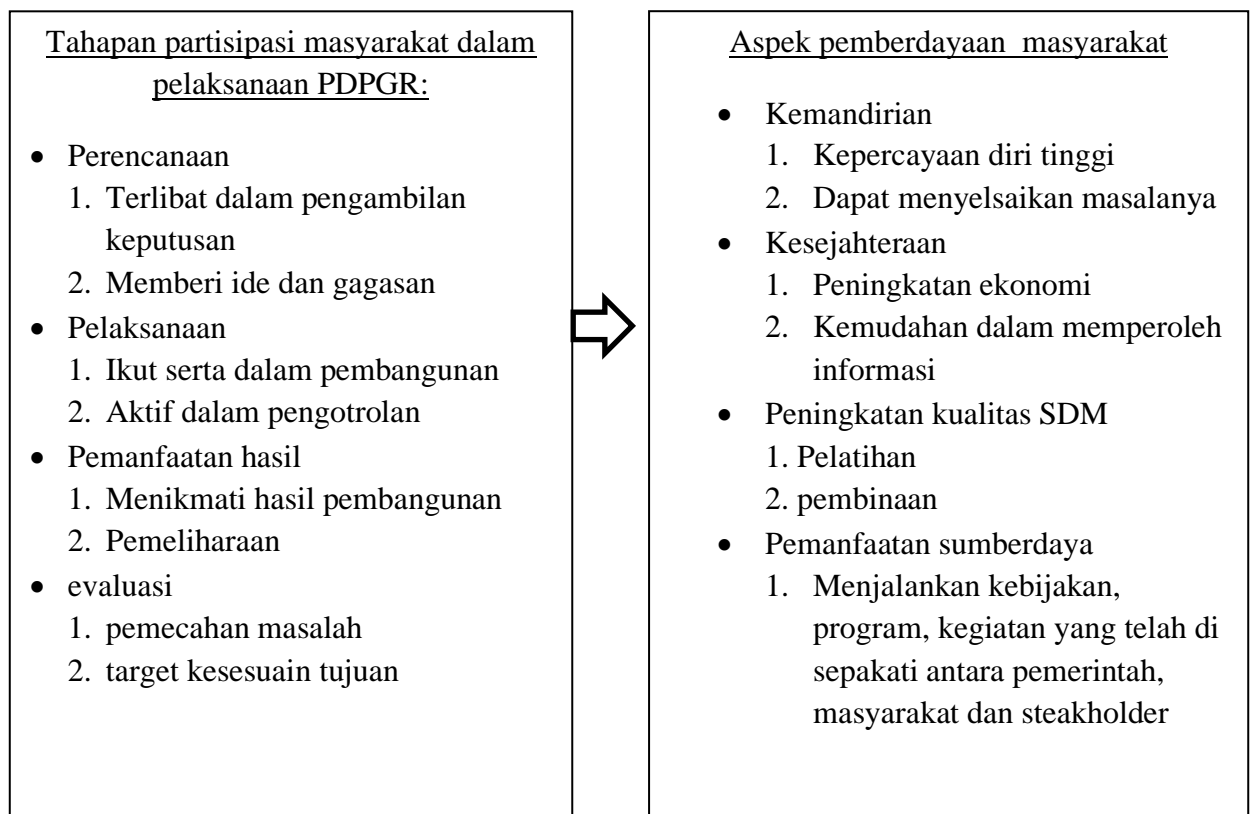 Tahapan partisipasi masyarakat dalam
pelaksanaan PDPGR:
• Perencanaan
1. Terlibat dalam pengambilan
keputusan
2. Memberi ide dan gagasan
• Pelaksanaan
1. Ikut serta dalam pembangunan
2. Aktif dalam pengotrolan
• Pemanfaatan hasil
1. Menikmati hasil pembangunan
2. Pemeliharaan
• evaluasi
1. pemecahan masalah
2. target kesesuain tujuan
Aspek pemberdayaan masyarakat
• Kemandirian
1. Kepercayaan diri tinggi
2. Dapat menyelsaikan masalanya
• Kesejahteraan
1. Peningkatan ekonomi
2. Kemudahan dalam memperoleh
informasi
• Peningkatan kualitas SDM
1. Pelatihan
2. pembinaan
• Pemanfaatan sumberdaya
1. Menjalankan kebijakan,
program, kegiatan yang telah di
sepakati antara pemerintah,
masyarakat dan steakholder